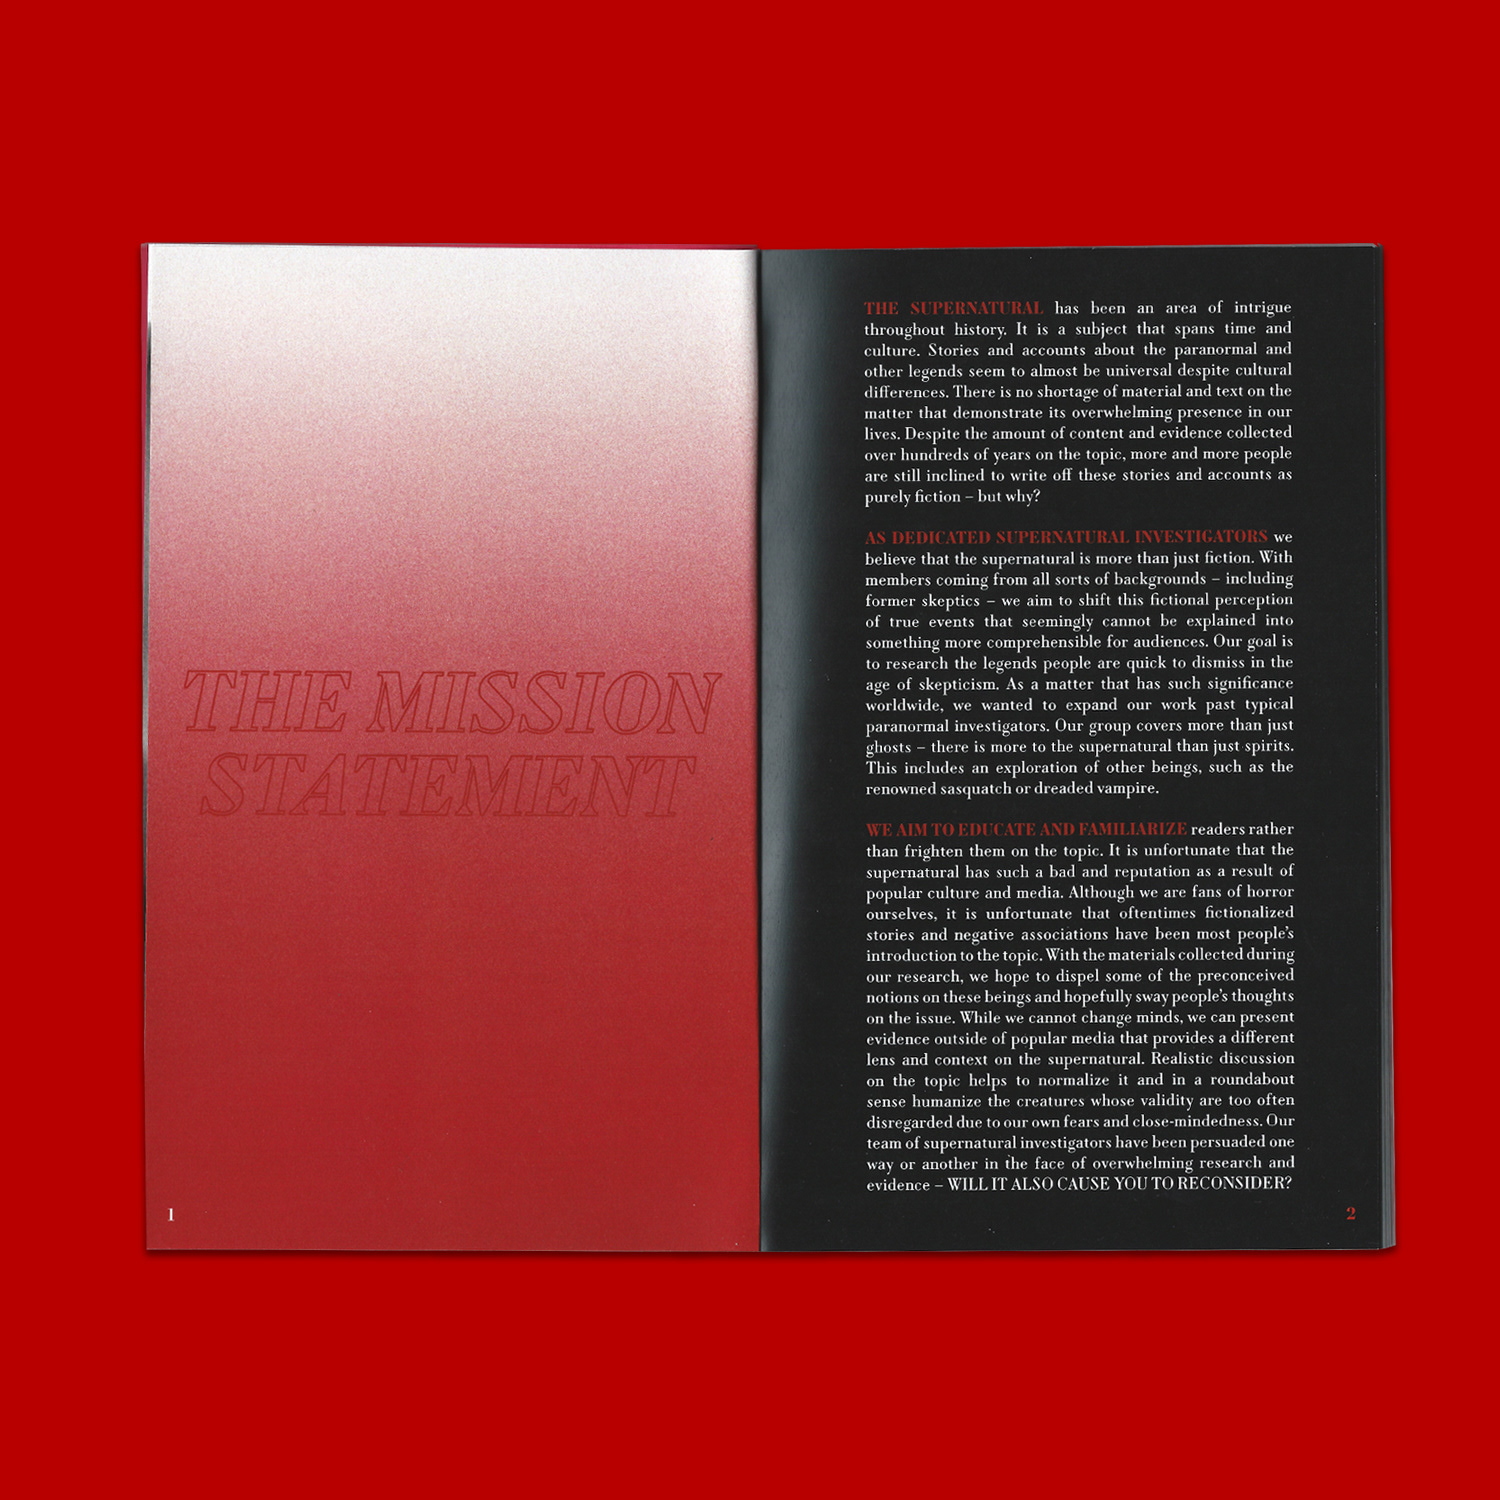 THE MISSION
STATEMENT
1
THE SUPERNATURAL has been an area of intrigue
throughout history. It is a subject that spans time and
culture. Stories and accounts about the paranormal and
other legends seem to almost be universal despite cultural
differences. There is no shortage of material and text on the
matter that demonstrate its overwhelming presence in our
lives. Despite the amount of content and evidence collected
over hundreds of years on the topic, more and more people
are still inclined to write off these stories and accounts as
purely fiction – but why?
AS DEDICATED SUPERNATURAL INVESTIGATORS we
believe that the supernatural is more than just fiction. With
members coming from all sorts of backgrounds – including
former skeptics – we aim to shift this fictional perception
of true events that seemingly cannot be explained into
something more comprehensible for audiences. Our goal is
to research the legends people are quick to dismiss in the
age of skepticism. As a matter that has such significance
worldwide, we wanted to expand our work past typical
paranormal investigators. Our group covers more than just
ghosts – there is more to the supernatural than just spirits.
This includes an exploration of other beings, such as the
renowned sasquatch or dreaded vampire.
WE AIM TO EDUCATE AND FAMILIARIZE readers rather
than frighten them on the topic. It is unfortunate that the
supernatural has such a bad and reputation as a result of
popular culture and media. Although we are fans of horror
ourselves, it is unfortunate that oftentimes fictionalized
stories and negative associations have been most people's
introduction to the topic. With the materials collected during
our research, we hope to dispel some of the preconceived
notions on these beings and hopefully sway people's thoughts
on the issue. While we cannot change minds, we can present
evidence outside of popular media that provides a different
lens and context on the supernatural. Realistic discussion
on the topic helps to normalize it and in a roundabout
sense humanize the creatures whose validity are too often
disregarded due to our own fears and close-mindedness. Our
team of supernatural investigators have been persuaded one
way or another in the face of overwhelming research and
evidence – WILL IT ALSO CAUSE YOU TO RECONSIDER?
2